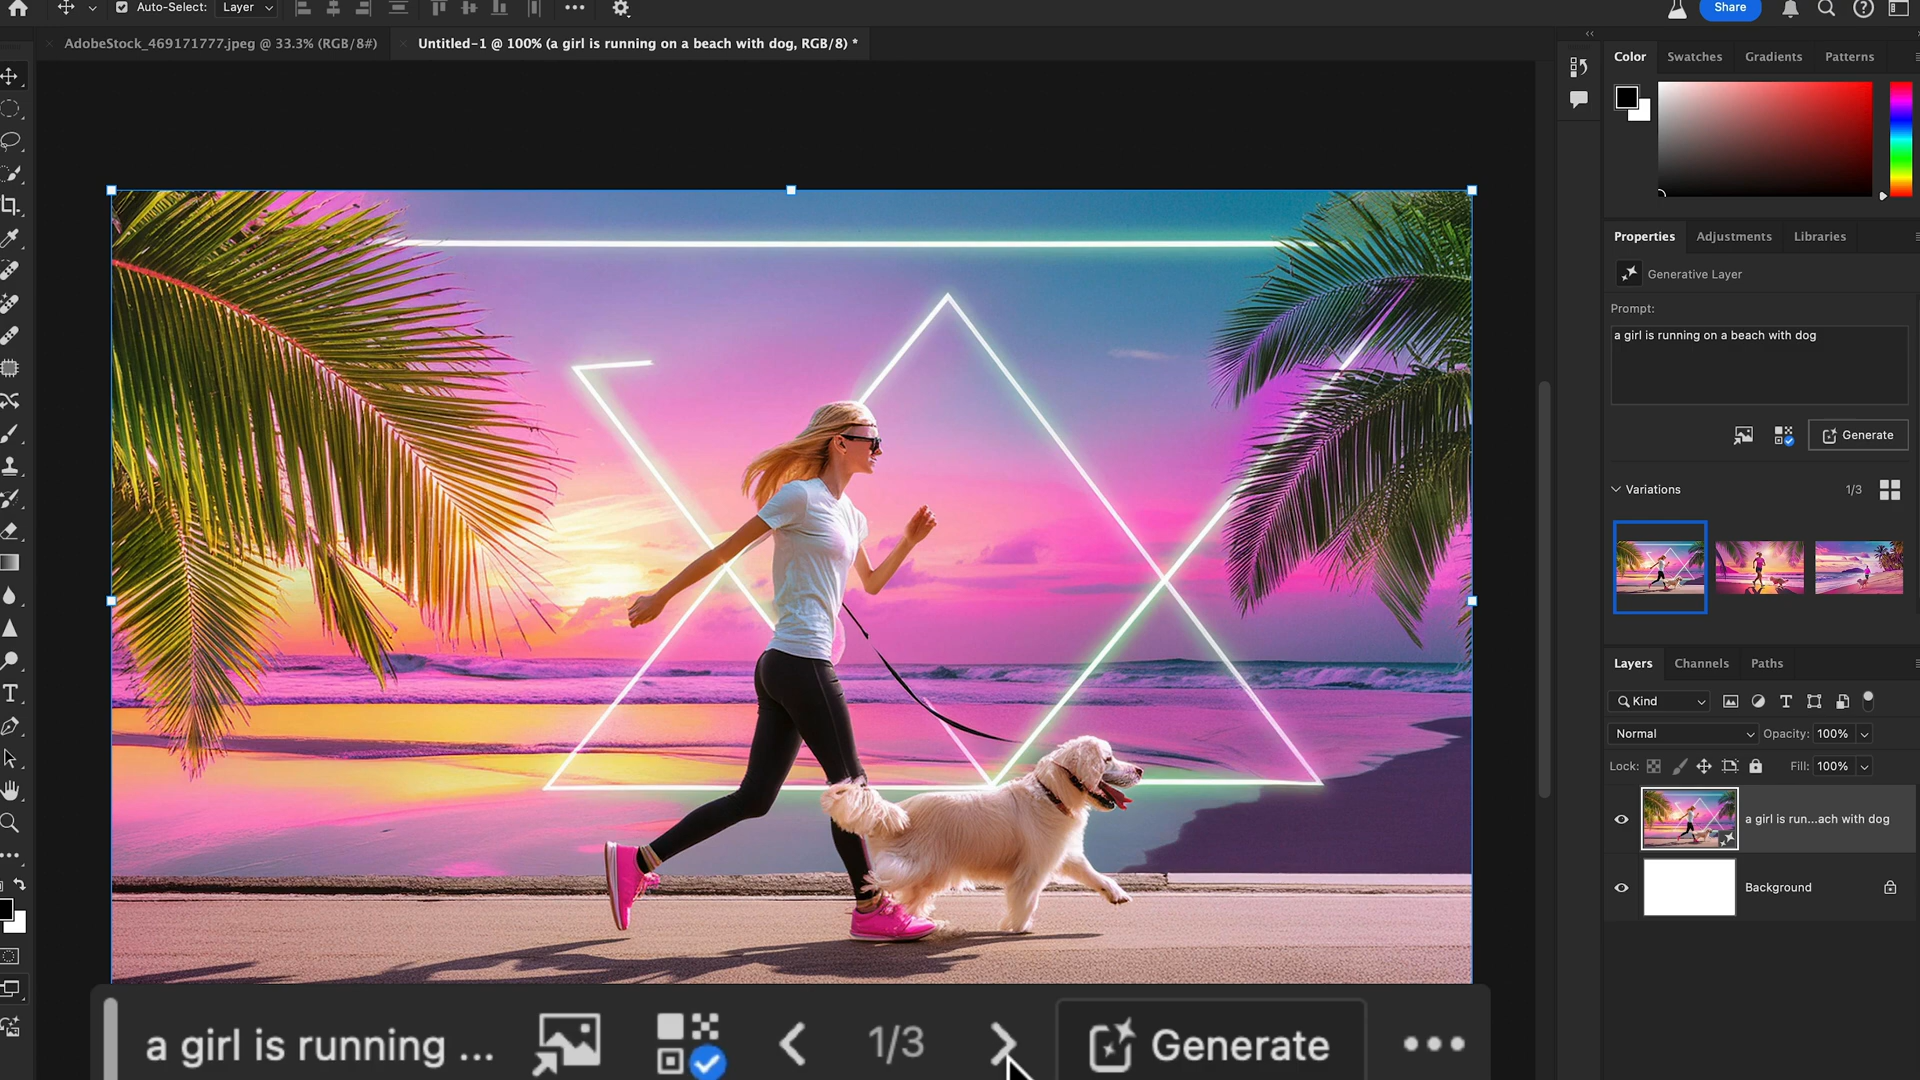 Auto-Select: Layer
Share
AdobeStock_469171777.jpeg @ 33.3% (RGB/8#)
Untitled-1 @ 100% (a girl is running on a beach with dog, RGB/8) *
Color Swatches Gradients Patterns
Properties Adjustments Libraries
Generative Layer
Prompt:
a girl is running on a beach with dog
Generate
Variations 1/3
Layers Channels Paths
Kind
Normal Opacity: 100%
Lock: Fill: 100%
a girl is run...ach with dog
Background
a girl is running ... 1/3 Generate